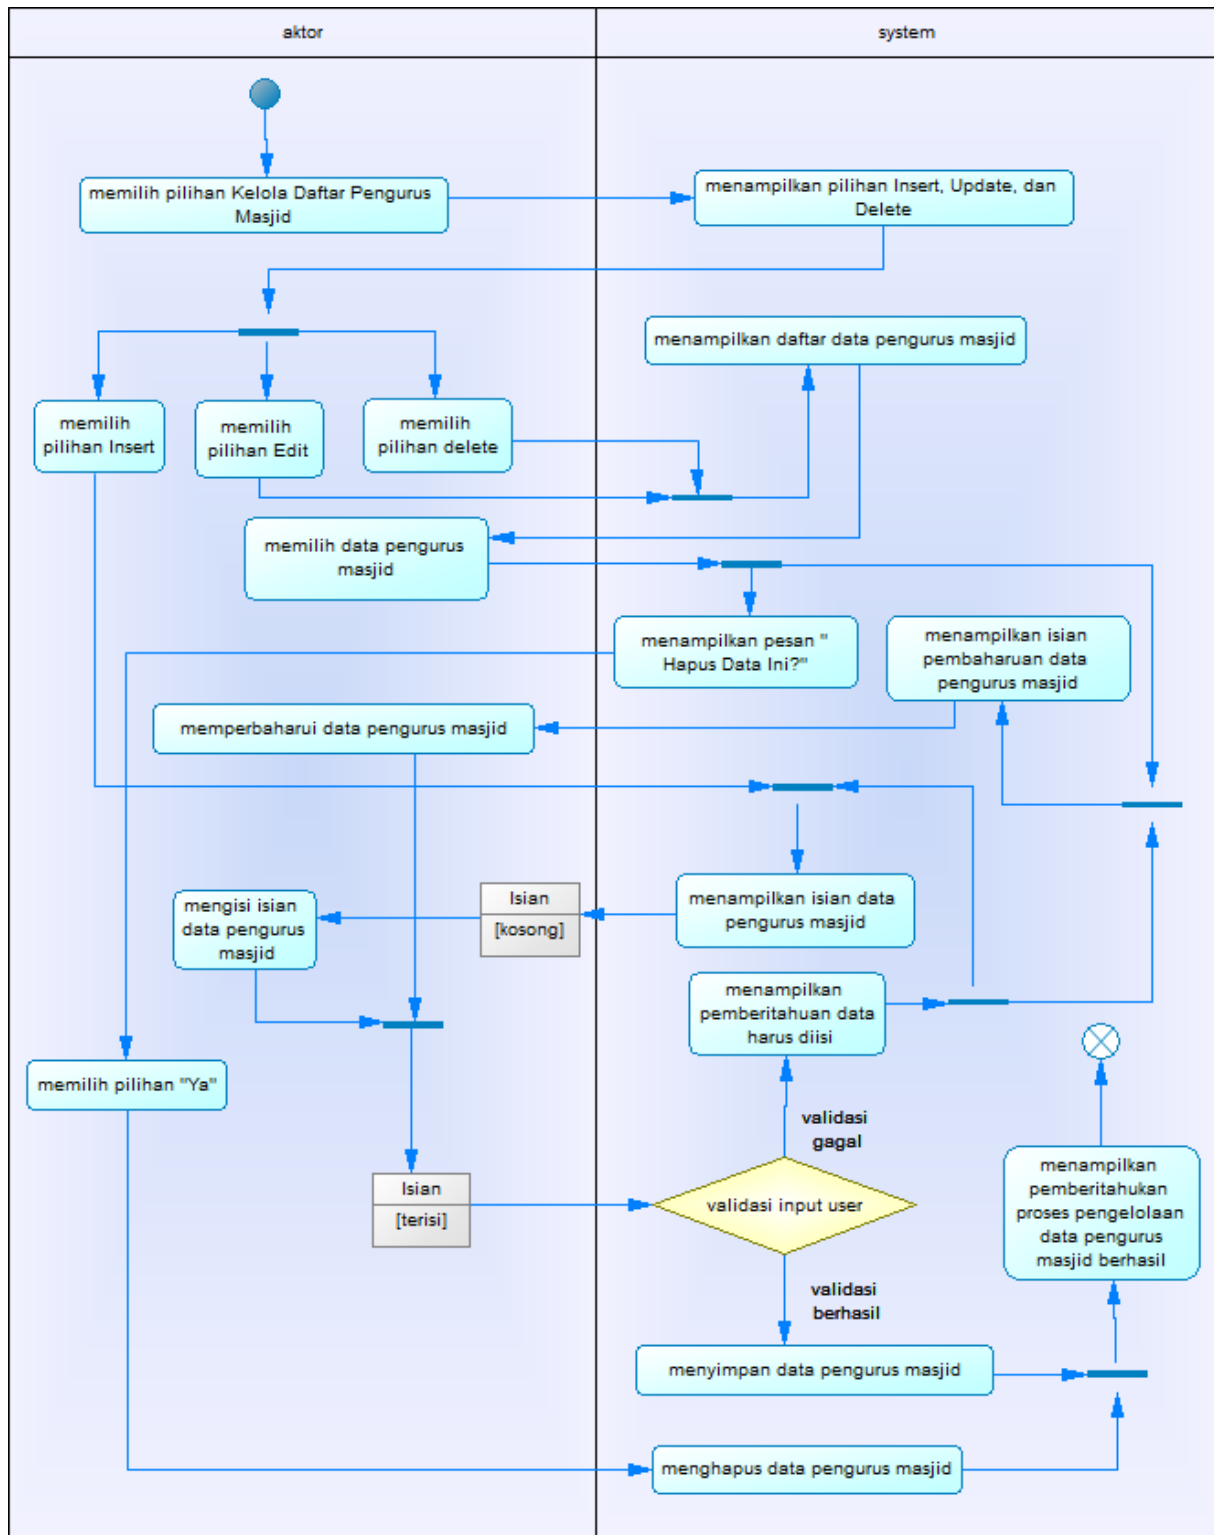 aktor
system
memilih pilihan Kelola Daftar Pengurus
Masjid
menampilkan pilihan Insert, Update, dan
Delete
menampilkan daftar data pengurus masjid
memilih
pilihan Insert
memilih
pilihan Edit
memilih
pilihan delete
memilih data pengurus
masjid
menampilkan pesan "
Hapus Data Ini?"
menampilkan isian
pembaharuan data
pengurus masjid
memperbaharui data pengurus masjid
mengisi isian
data pengurus
masjid
Isian
[kosong]
menampilkan isian data
pengurus masjid
menampilkan
pemberitahuan data
harus diisi
memilih pilihan "Ya"
validasi
gagal
Isian
[terisi]
validasi input user
menampilkan
pemberitahukan
proses pengelolaan
data pengurus
masjid berhasil
validasi
berhasil
menyimpan data pengurus masjid
menghapus data pengurus masjid